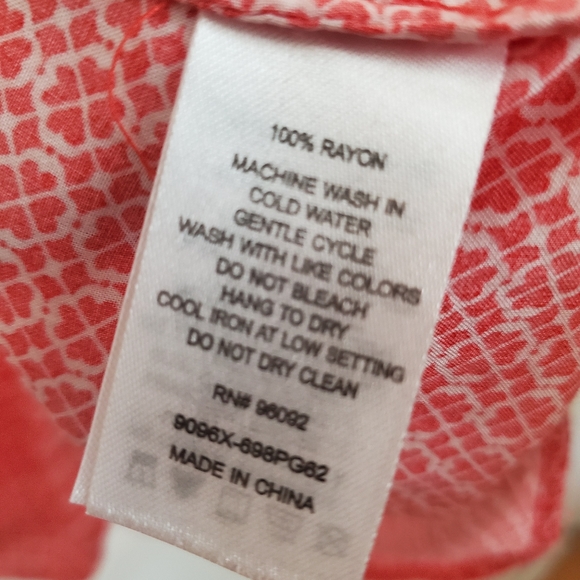 100% RAYON
MACHINE WASH IN
COLD WATER
GENTLE CYCLE
WASH WITH LIKE COLORS
DO NOT BLEACH
HANG TO DRY
COOL IRON AT LOW SETTING
DO NOT DRY CLEAN
RN# 96092
9096X-698PG62
MADE IN CHINA